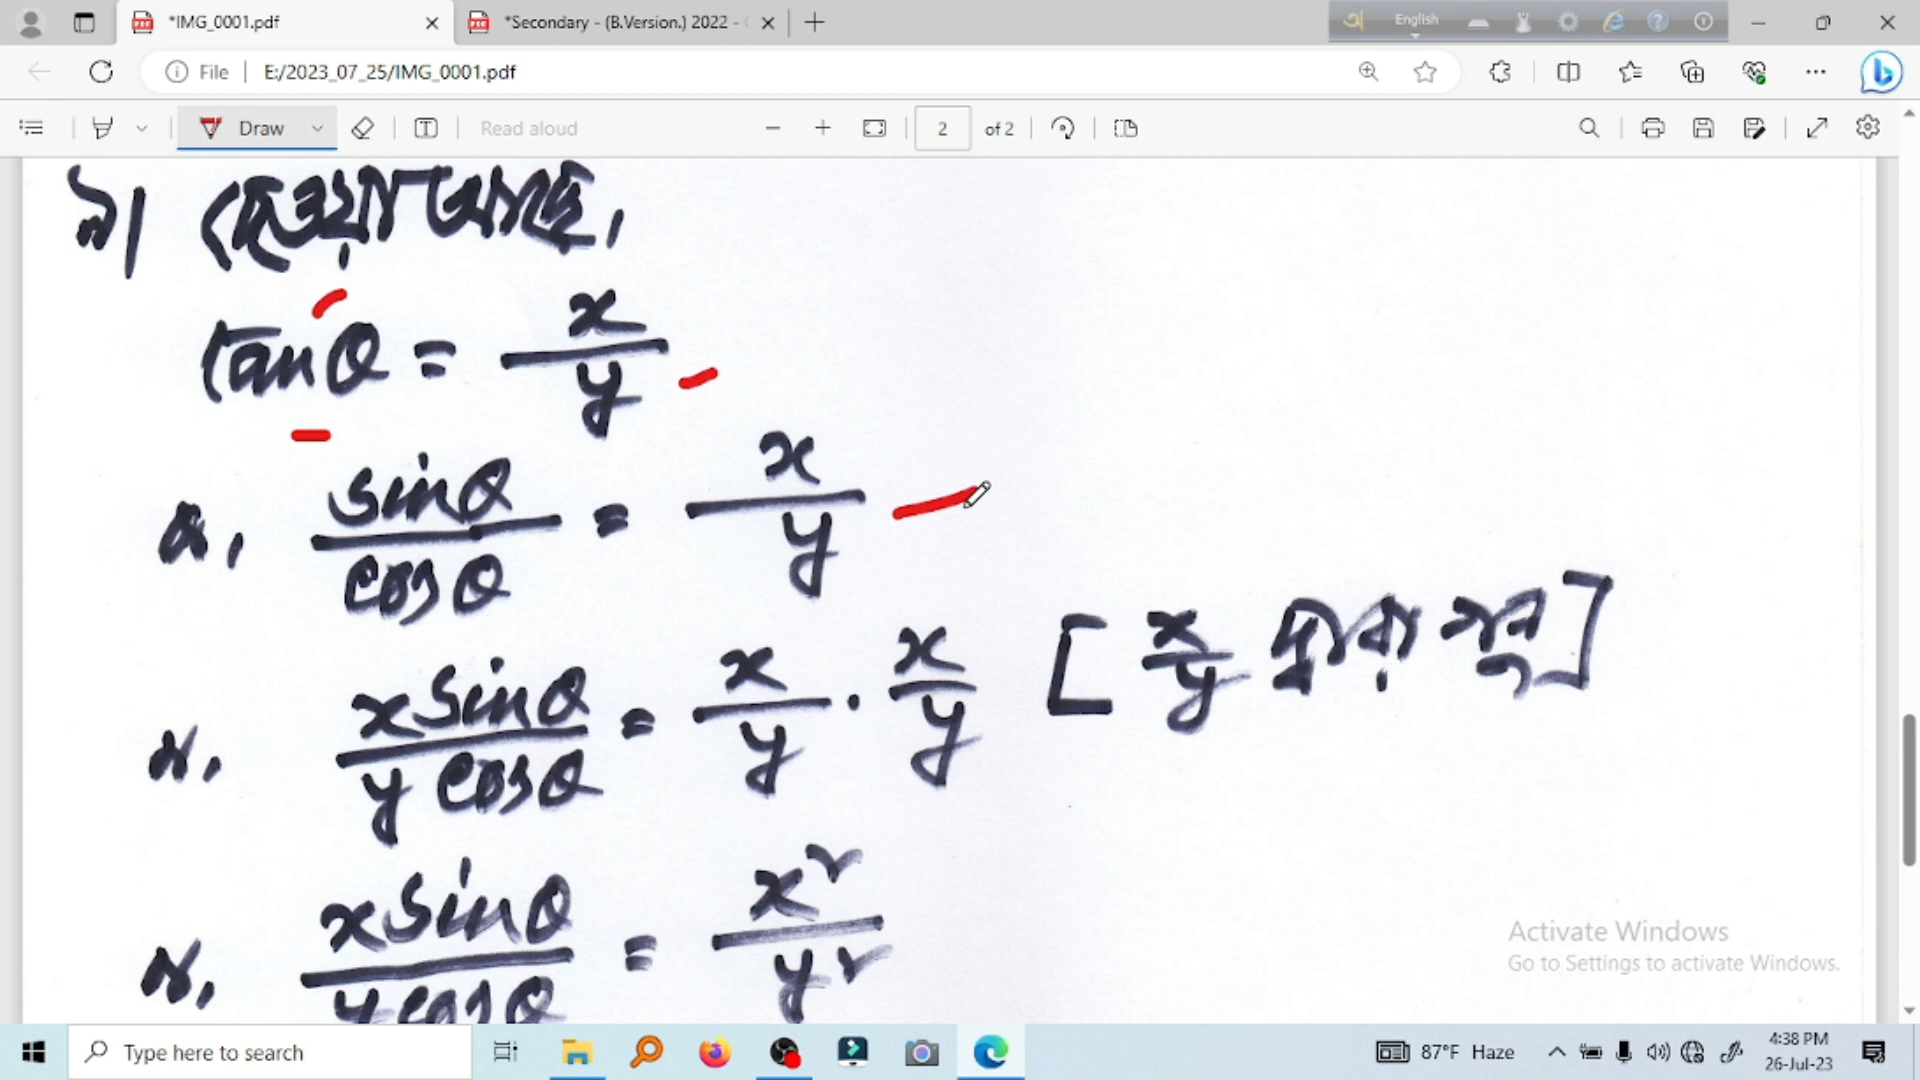 *IMG_0001.pdf
*Secondary - (B.Version.) 2022 -
English
File
E:/2023_07_25/IMG_0001.pdf
Draw
Read aloud
2
of 2
৯। দেওয়া আছে,
tanθ = x/y
বা, sinθ/cosθ = x/y
বা, x sinθ/y cosθ = x/y . x/y [x/y দ্বারা গুণ]
বা, x sinθ/y cosθ = x²/y²
Activate Windows
Go to Settings to activate Windows.
Type here to search
87°F Haze
4:38 PM
26-Jul-23